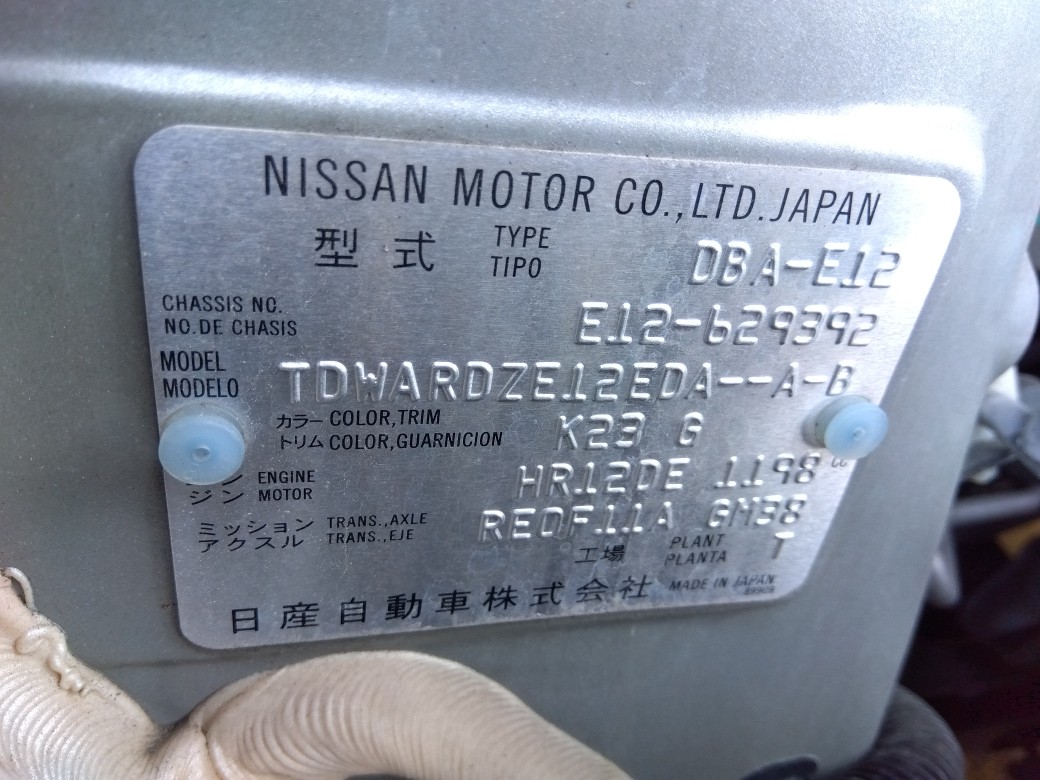 NISSAN MOTOR CO.,LTD.JAPAN
型式 TYPE TIPO DBA-E12
CHASSIS NO. NO.DE CHASIS E12-629392
MODEL MODELO TDWARDZE12EDA--A-B
カラー COLOR,TRIM
トリム COLOR,GUARNICION K23 G
ENGINE
ジン MOTOR HR12DE 1198 cc
ミッション TRANS.,AXLE
アクスル TRANS.,EJE RE0F11A GM38
工場 PLANT PLANTA T
日産自動車株式会社 MADE IN JAPAN